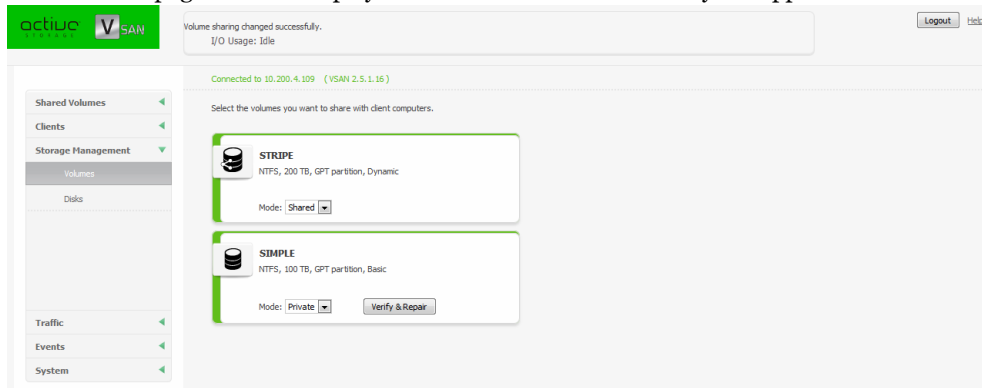 active V SAN
STORAGE
Volume sharing changed successfully.
I/O Usage: Idle
Logout Help
Connected to 10.200.4.109 ( VSAN 2.5.1.16 )
Select the volumes you want to share with client computers.
Shared Volumes
Clients
Storage Management
Volumes
Disks
Traffic
Events
System
STRIPE
NTFS, 200 TB, GPT partition, Dynamic
Mode: Shared
SIMPLE
NTFS, 100 TB, GPT partition, Basic
Mode: Private Verify & Repair